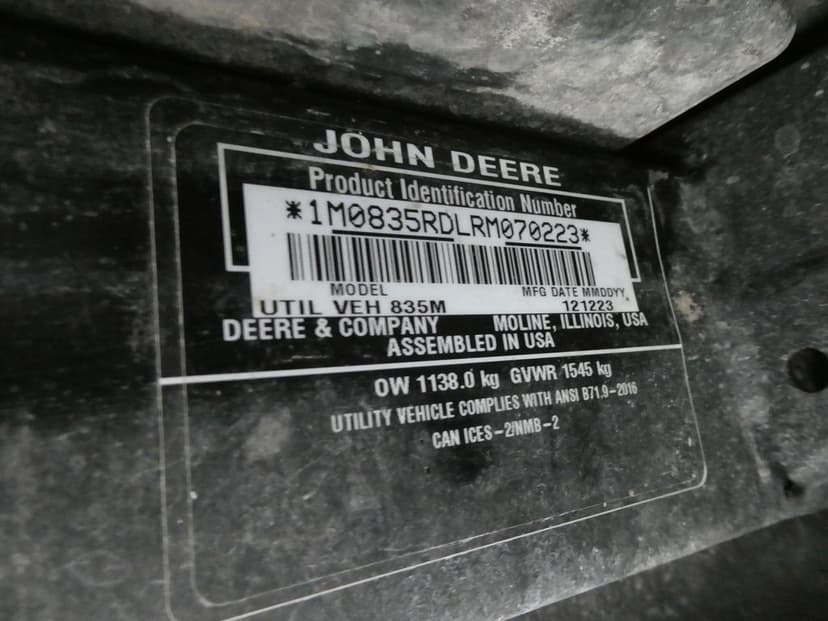 JOHN DEERE
Product Identification Number
*1M0835RDLRM070223*
MODEL MFG DATE MMDDYY
UTIL VEH 835M 121223
DEERE & COMPANY MOLINE, ILLINOIS, USA
ASSEMBLED IN USA
OW 1138.0 kg GVWR 1545 kg
UTILITY VEHICLE COMPLIES WITH ANSI B71.9-2016
CAN ICES-2/NMB-2